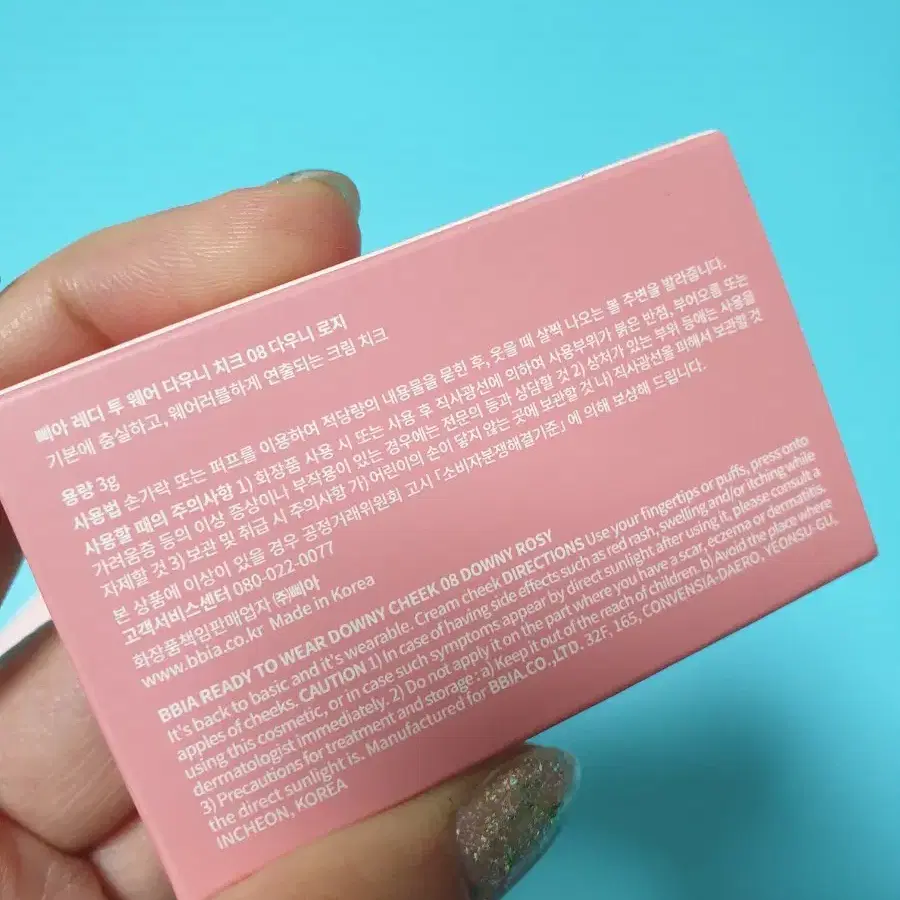 삐아 레디 투 웨어 다우니 치크 08 다우니 로지
기본에 충실하고, 웨어러블하게 연출되는 크림 치크
용량 3g
사용법 손가락 또는 퍼프를 이용하여 적당량의 내용물을 묻힌 후, 웃을 때 살짝 나오는 볼 주변을 발라줍니다.
사용할 때의 주의사항 1) 화장품 사용 시 또는 사용 후 직사광선에 의하여 사용부위가 붉은 반점, 부어오름 또는
가려움증 등의 이상 증상이나 부작용이 있는 경우에는 전문의 등과 상담할 것 2) 상처가 있는 부위 등에는 사용을
자제할 것 3) 보관 및 취급 시 주의사항 가) 어린이의 손이 닿지 않는 곳에 보관할 것 나) 직사광선을 피해서 보관할 것
본 상품에 이상이 있을 경우 공정거래위원회 고시 「소비자분쟁해결기준」에 의해 보상해 드립니다.
고객서비스센터 080-022-0077
화장품책임판매업자 ㈜삐아
www.bbia.co.kr Made in Korea
BBIA READY TO WEAR DOWNY CHEEK 08 DOWNY ROSY
It's back to basic and it's wearable. Cream cheek DIRECTIONS Use your fingertips or puffs, press onto
apples of cheeks. CAUTION 1) In case of having side effects such as red rash, swelling and/or itching while
using this cosmetic, or in case such symptoms appear by direct sunlight after using it, please consult a
dermatologist immediately. 2) Do not apply it on the part where you have a scar, eczema or dermatitis.
3) Precautions for treatment and storage : a) Keep it out of the reach of children. b) Avoid the place where
the direct sunlight is. Manufactured for BBIA.CO.,LTD. 32F, 165, CONVENSIA-DAERO, YEONSU-GU,
INCHEON, KOREA